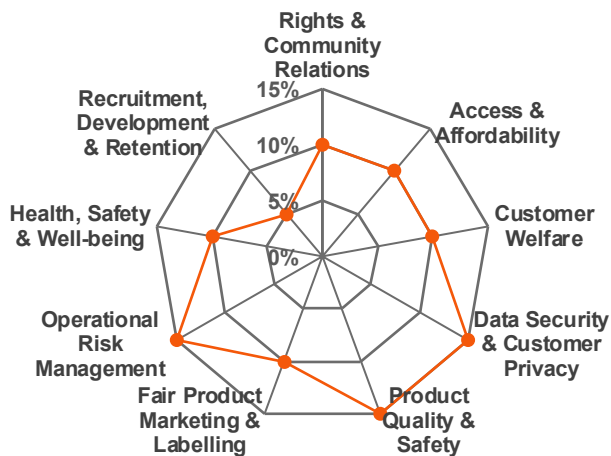 Rights &
Community
Relations
15%
10%
5%
0%
Access &
Affordability
Customer
Welfare
Data Security
& Customer
Privacy
Product
Quality &
Safety
Fair Product
Marketing &
Labelling
Operational
Risk
Management
Health, Safety
& Well-being
Recruitment,
Development
& Retention